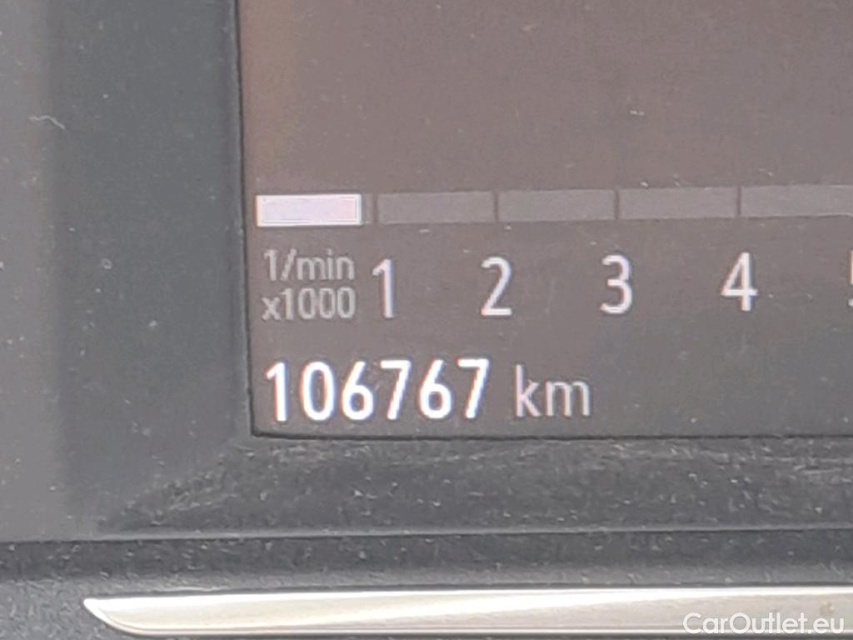 1/min
x1000 1 2 3 4
106767 km
CarOutlet.eu